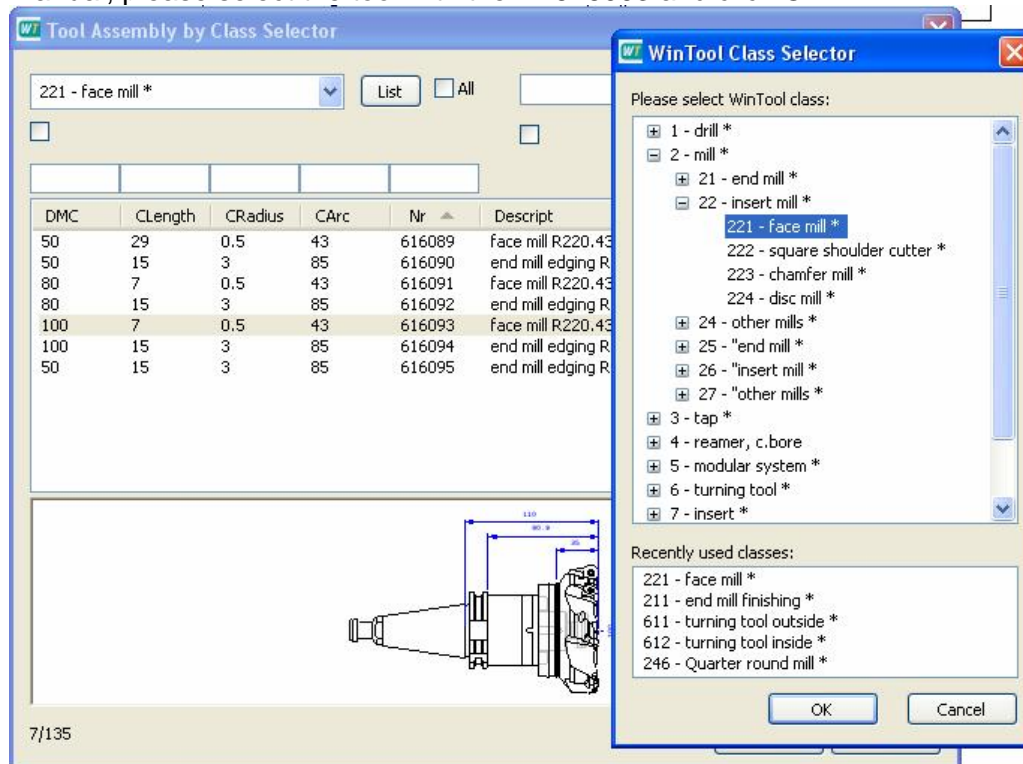 Tool Assembly by Class Selector
221 - face mill *
List
All
DMC CLength CRadius CArc Nr Descript
50 29 0.5 43 616089 face mill R220.43
50 15 3 85 616090 end mill edging R
80 7 0.5 43 616091 face mill R220.43
80 15 3 85 616092 end mill edging R
100 7 0.5 43 616093 face mill R220.43
100 15 3 85 616094 end mill edging R
50 15 3 85 616095 end mill edging R
110
35
7/135
WinTool Class Selector
Please select WinTool class:
1 - drill *
2 - mill *
21 - end mill *
22 - insert mill *
221 - face mill *
222 - square shoulder cutter *
223 - chamfer mill *
224 - disc mill *
24 - other mills *
25 - "end mill *
26 - "insert mill *
27 - "other mills *
3 - tap *
4 - reamer, c.bore
5 - modular system *
6 - turning tool *
7 - insert *
Recently used classes:
221 - face mill *
211 - end mill finishing *
611 - turning tool outside *
612 - turning tool inside *
246 - Quarter round mill *
OK Cancel